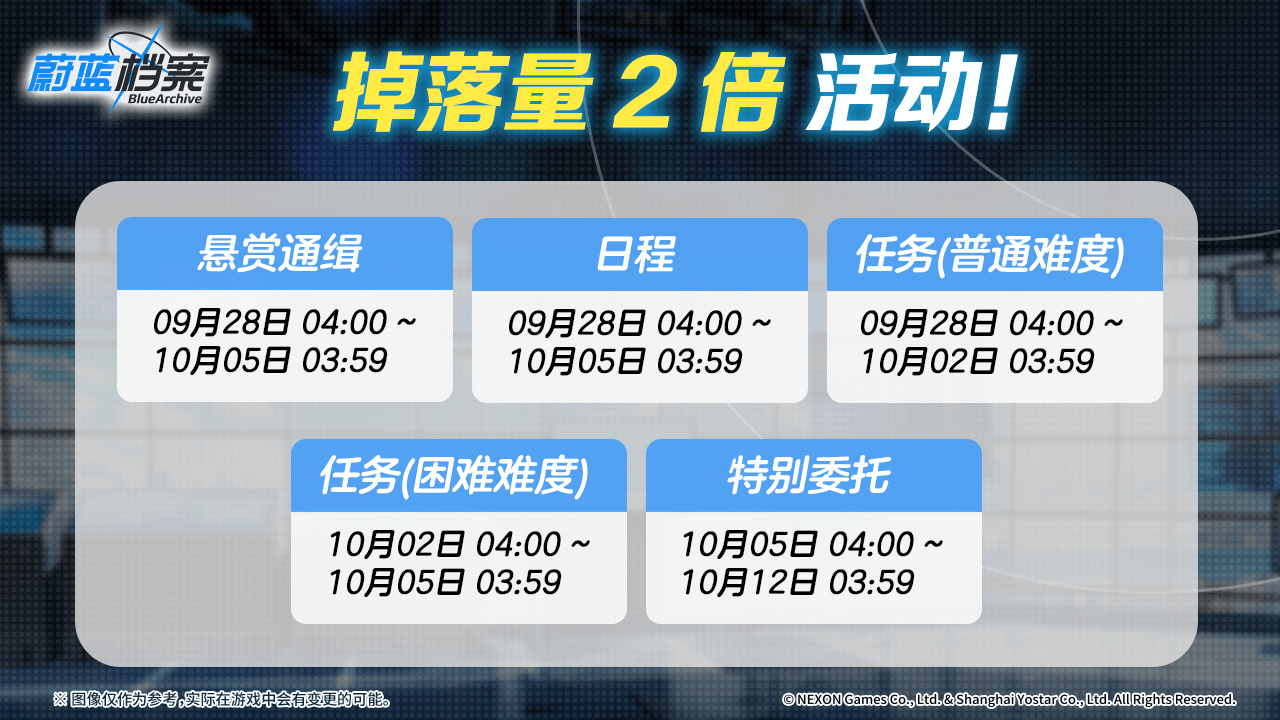 蔚蓝档案
BlueArchive
掉落量2倍 活动!
悬赏通缉
09月28日 04:00 ~
10月05日 03:59
日程
09月28日 04:00 ~
10月05日 03:59
任务(普通难度)
09月28日 04:00 ~
10月02日 03:59
任务(困难难度)
10月02日 04:00 ~
10月05日 03:59
特别委托
10月05日 04:00 ~
10月12日 03:59
※ 图像仅作为参考,实际在游戏中会有变更的可能。
© NEXON Games Co., Ltd. & Shanghai Yostar Co., Ltd. All Rights Reserved.